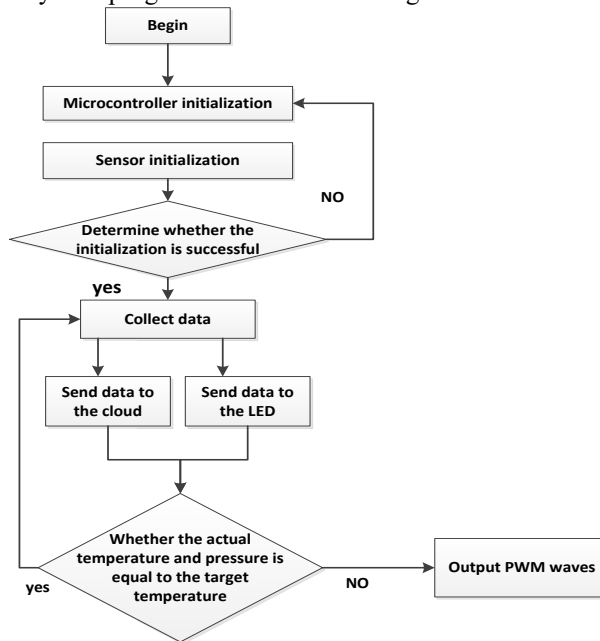 Begin
Microcontroller initialization
Sensor initialization
NO
Determine whether the
initialization is successful
yes
Collect data
Send data to
the cloud
Send data to
the LED
Whether the actual
temperature and pressure is
equal to the target
temperature
yes
NO
Output PWM waves